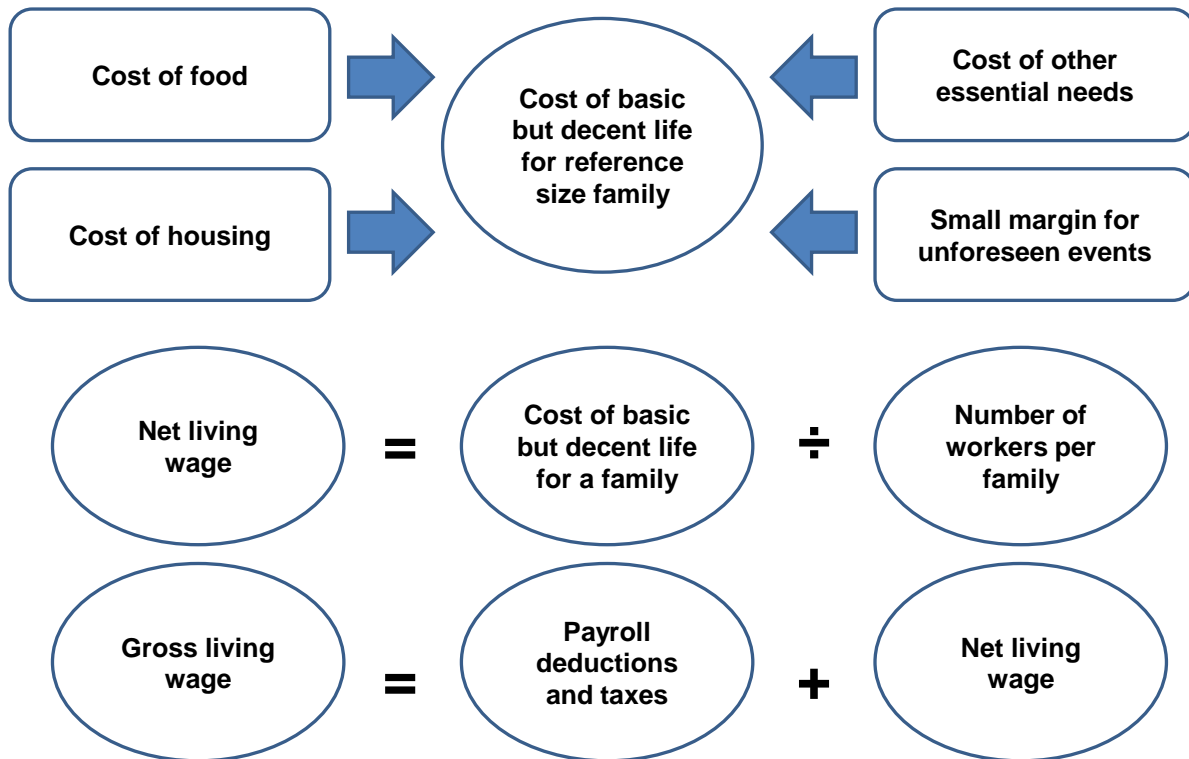 Cost of food
Cost of basic
but decent life
for reference
size family
Cost of other
essential needs
Cost of housing
Small margin for
unforeseen events
Net living
wage
=
Cost of basic
but decent life
for a family
÷
Number of
workers per
family
Gross living
wage
=
Payroll
deductions
and taxes
+
Net living
wage